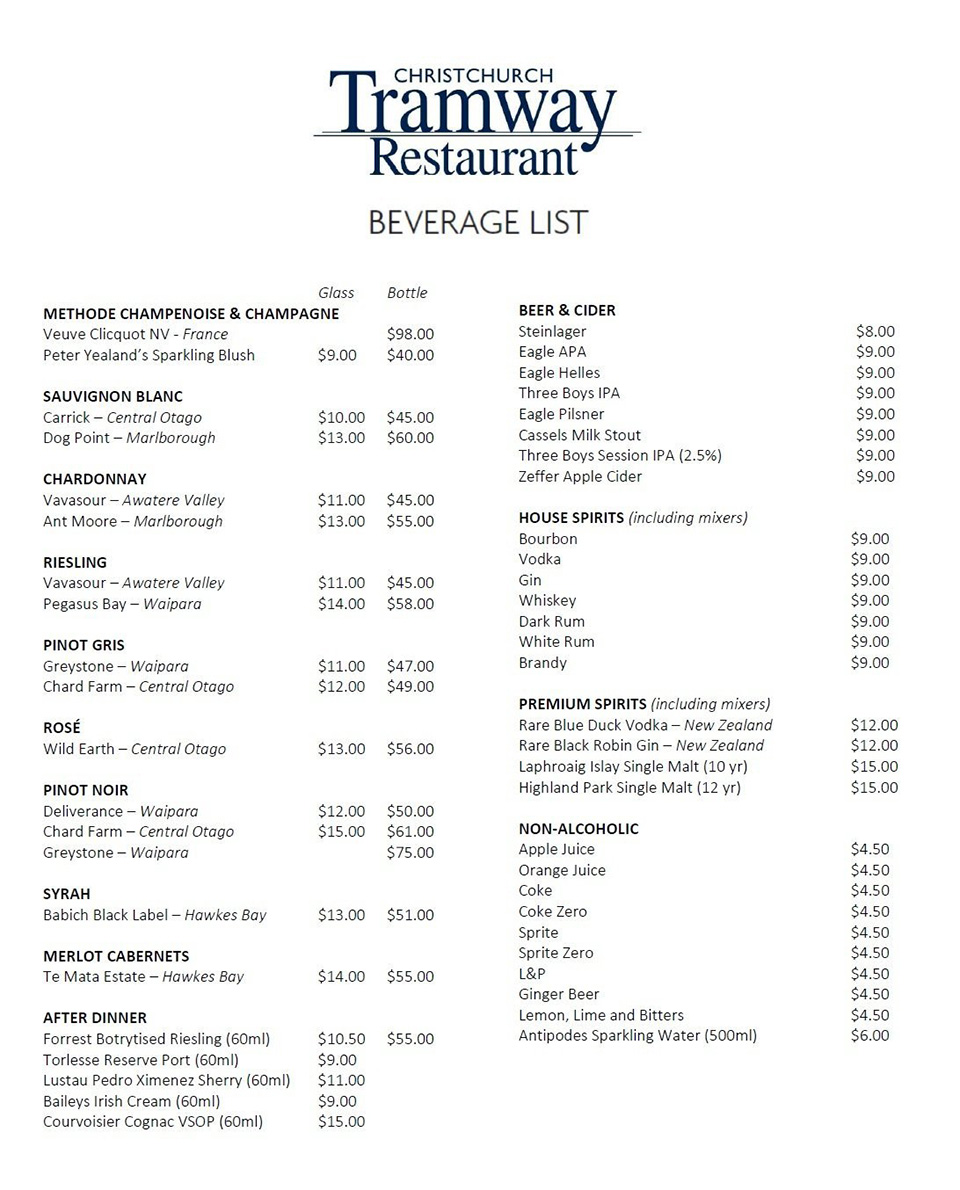 CHRISTCHURCH
Tramway
Restaurant
BEVERAGE LIST
Glass Bottle
METHODE CHAMPENOISE & CHAMPAGNE
Veuve Clicquot NV - France $98.00
Peter Yealand's Sparkling Blush $9.00 $40.00
SAUVIGNON BLANC
Carrick – Central Otago $10.00 $45.00
Dog Point – Marlborough $13.00 $60.00
CHARDONNAY
Vavasour – Awatere Valley $11.00 $45.00
Ant Moore – Marlborough $13.00 $55.00
RIESLING
Vavasour – Awatere Valley $11.00 $45.00
Pegasus Bay – Waipara $14.00 $58.00
PINOT GRIS
Greystone – Waipara $11.00 $47.00
Chard Farm – Central Otago $12.00 $49.00
ROSÉ
Wild Earth – Central Otago $13.00 $56.00
PINOT NOIR
Deliverance – Waipara $12.00 $50.00
Chard Farm – Central Otago $15.00 $61.00
Greystone – Waipara $75.00
SYRAH
Babich Black Label – Hawkes Bay $13.00 $51.00
MERLOT CABERNETS
Te Mata Estate – Hawkes Bay $14.00 $55.00
AFTER DINNER
Forrest Botrytised Riesling (60ml) $10.50 $55.00
Torlesse Reserve Port (60ml) $9.00
Lustau Pedro Ximenez Sherry (60ml) $11.00
Baileys Irish Cream (60ml) $9.00
Courvoisier Cognac VSOP (60ml) $15.00
BEER & CIDER
Steinlager $8.00
Eagle APA $9.00
Eagle Helles $9.00
Three Boys IPA $9.00
Eagle Pilsner $9.00
Cassels Milk Stout $9.00
Three Boys Session IPA (2.5%) $9.00
Zeffer Apple Cider $9.00
HOUSE SPIRITS (including mixers)
Bourbon $9.00
Vodka $9.00
Gin $9.00
Whiskey $9.00
Dark Rum $9.00
White Rum $9.00
Brandy $9.00
PREMIUM SPIRITS (including mixers)
Rare Blue Duck Vodka – New Zealand $12.00
Rare Black Robin Gin – New Zealand $12.00
Laphroaig Islay Single Malt (10 yr) $15.00
Highland Park Single Malt (12 yr) $15.00
NON-ALCOHOLIC
Apple Juice $4.50
Orange Juice $4.50
Coke $4.50
Coke Zero $4.50
Sprite $4.50
Sprite Zero $4.50
L&P $4.50
Ginger Beer $4.50
Lemon, Lime and Bitters $4.50
Antipodes Sparkling Water (500ml) $6.00